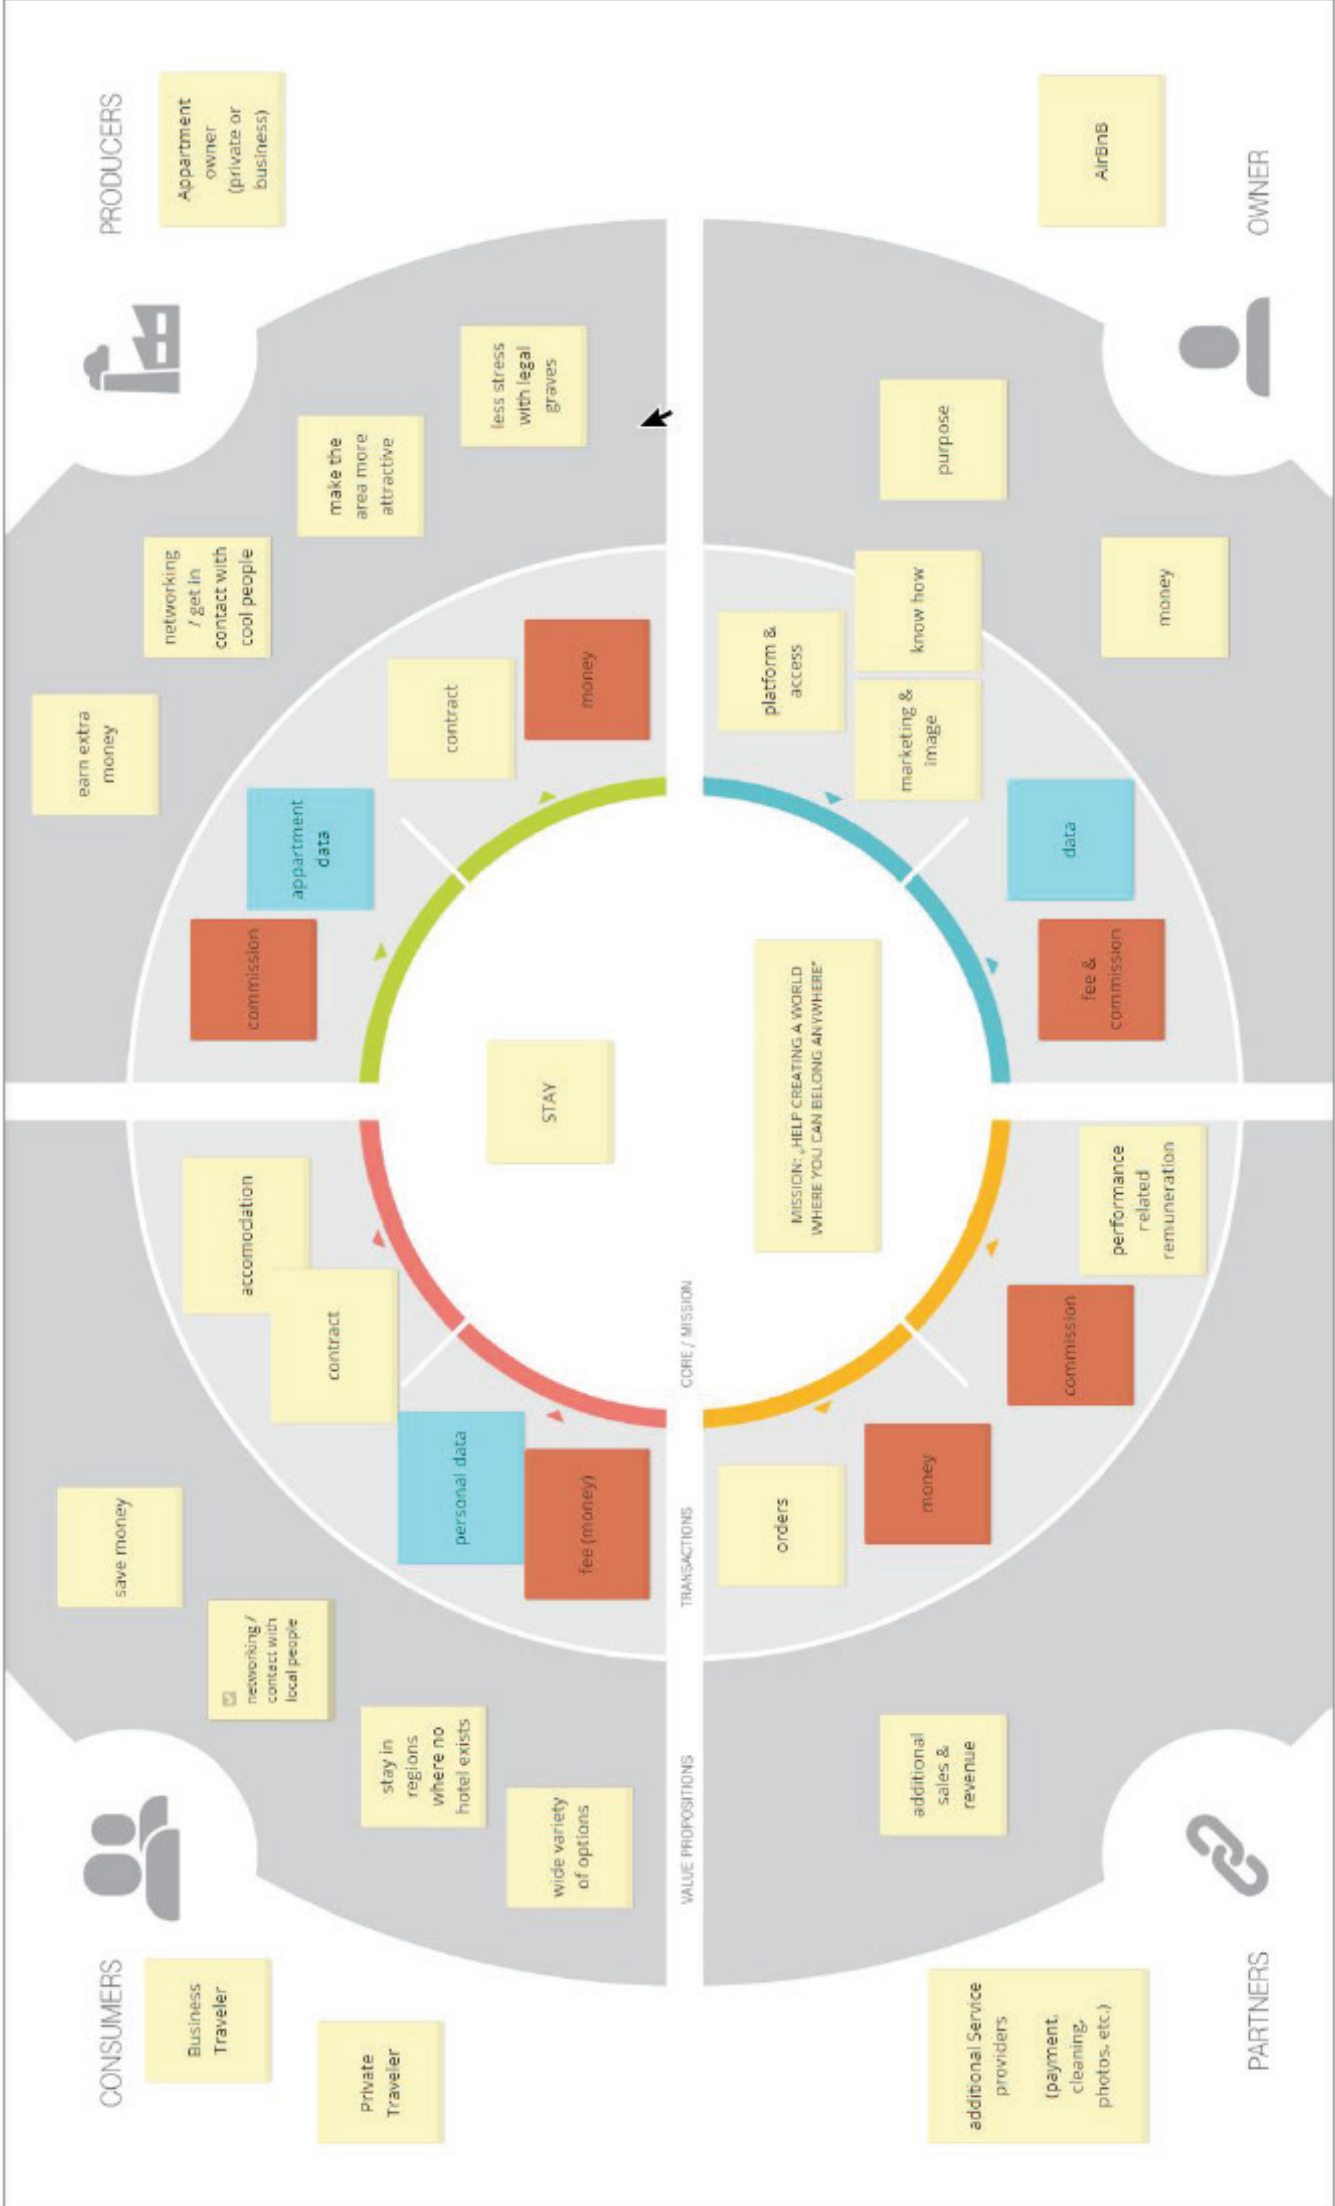 CONSUMERS
Business
Traveler
Private
Traveler
save money
networking /
contact with
local people
stay in
regions
where no
hotel exists
wide variety
of options
accomodation
contract
personal data
fee (money)
PRODUCERS
Appartment
owner
(private or
business)
earn extra
money
networking
/ get in
contact with
cool people
make the
area more
attractive
less stress
with legal
graves
commission
appartment
data
contract
money
STAY
VALUE PROPOSITIONS
TRANSACTIONS
CORE / MISSION
MISSION: „HELP CREATING A WORLD
WHERE YOU CAN BELONG ANYWHERE"
orders
money
commission
performance
related
remuneration
additional
sales &
revenue
additional Service
providers
(payment,
cleaning,
photos, etc.)
PARTNERS
platform &
access
marketing &
image
know how
data
fee &
commission
purpose
money
AirBnB
OWNER